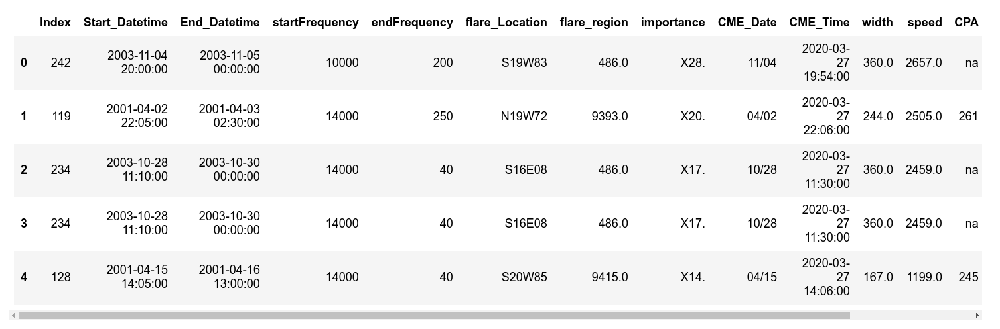 Index Start_Datetime End_Datetime startFrequency endFrequency flare_Location flare_region importance CME_Date CME_Time width speed CPA
0 242 2003-11-04 20:00:00 2003-11-05 00:00:00 10000 200 S19W83 486.0 X28. 11/04 2020-03-27 19:54:00 360.0 2657.0 na
1 119 2001-04-02 22:05:00 2001-04-03 02:30:00 14000 250 N19W72 9393.0 X20. 04/02 2020-03-27 22:06:00 244.0 2505.0 261
2 234 2003-10-28 11:10:00 2003-10-30 00:00:00 14000 40 S16E08 486.0 X17. 10/28 2020-03-27 11:30:00 360.0 2459.0 na
3 234 2003-10-28 11:10:00 2003-10-30 00:00:00 14000 40 S16E08 486.0 X17. 10/28 2020-03-27 11:30:00 360.0 2459.0 na
4 128 2001-04-15 14:05:00 2001-04-16 13:00:00 14000 40 S20W85 9415.0 X14. 04/15 2020-03-27 14:06:00 167.0 1199.0 245